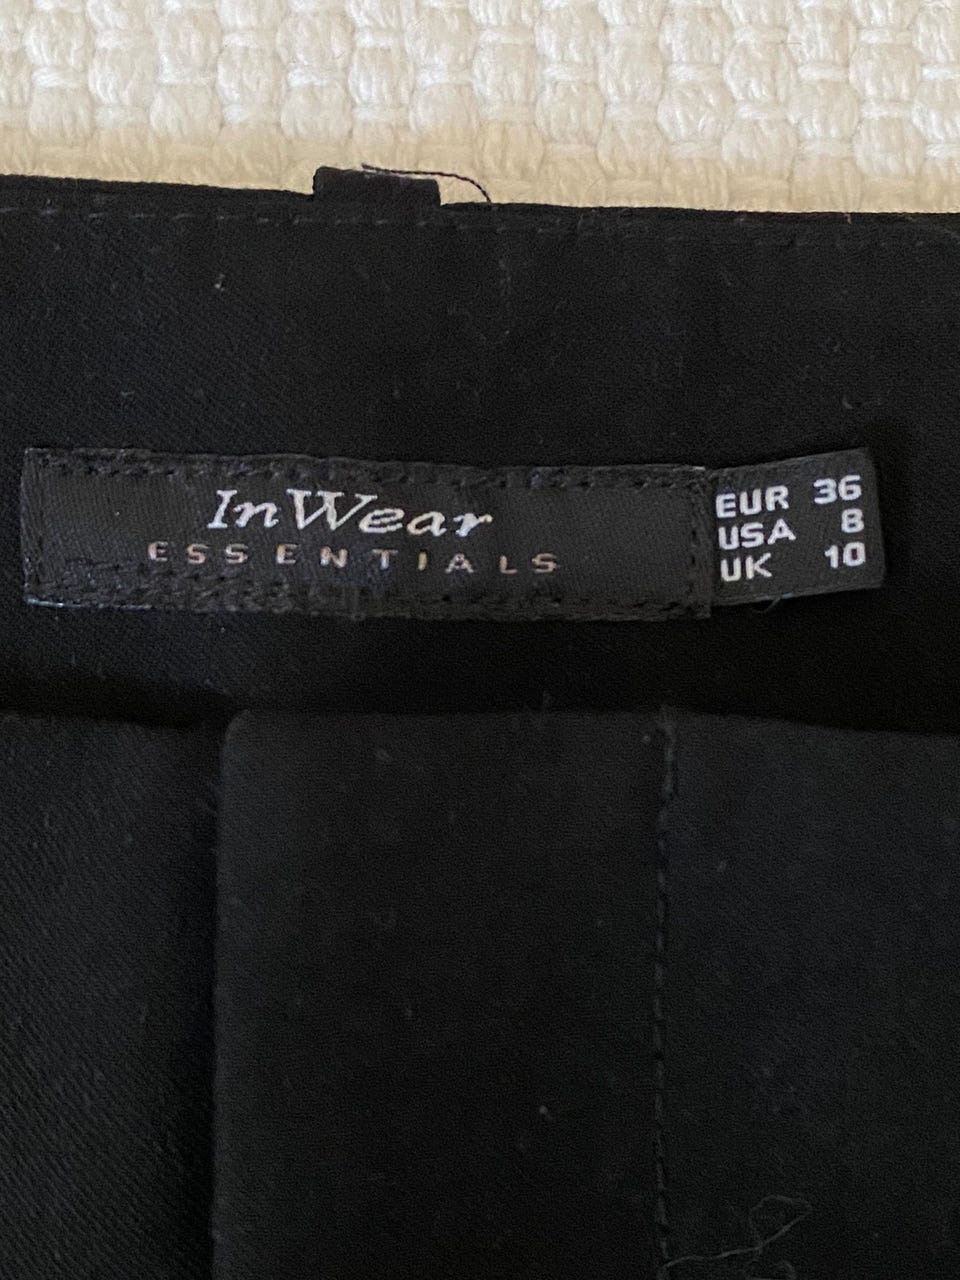 InWear
ESSENTIALS
EUR 36
USA 8
UK 10